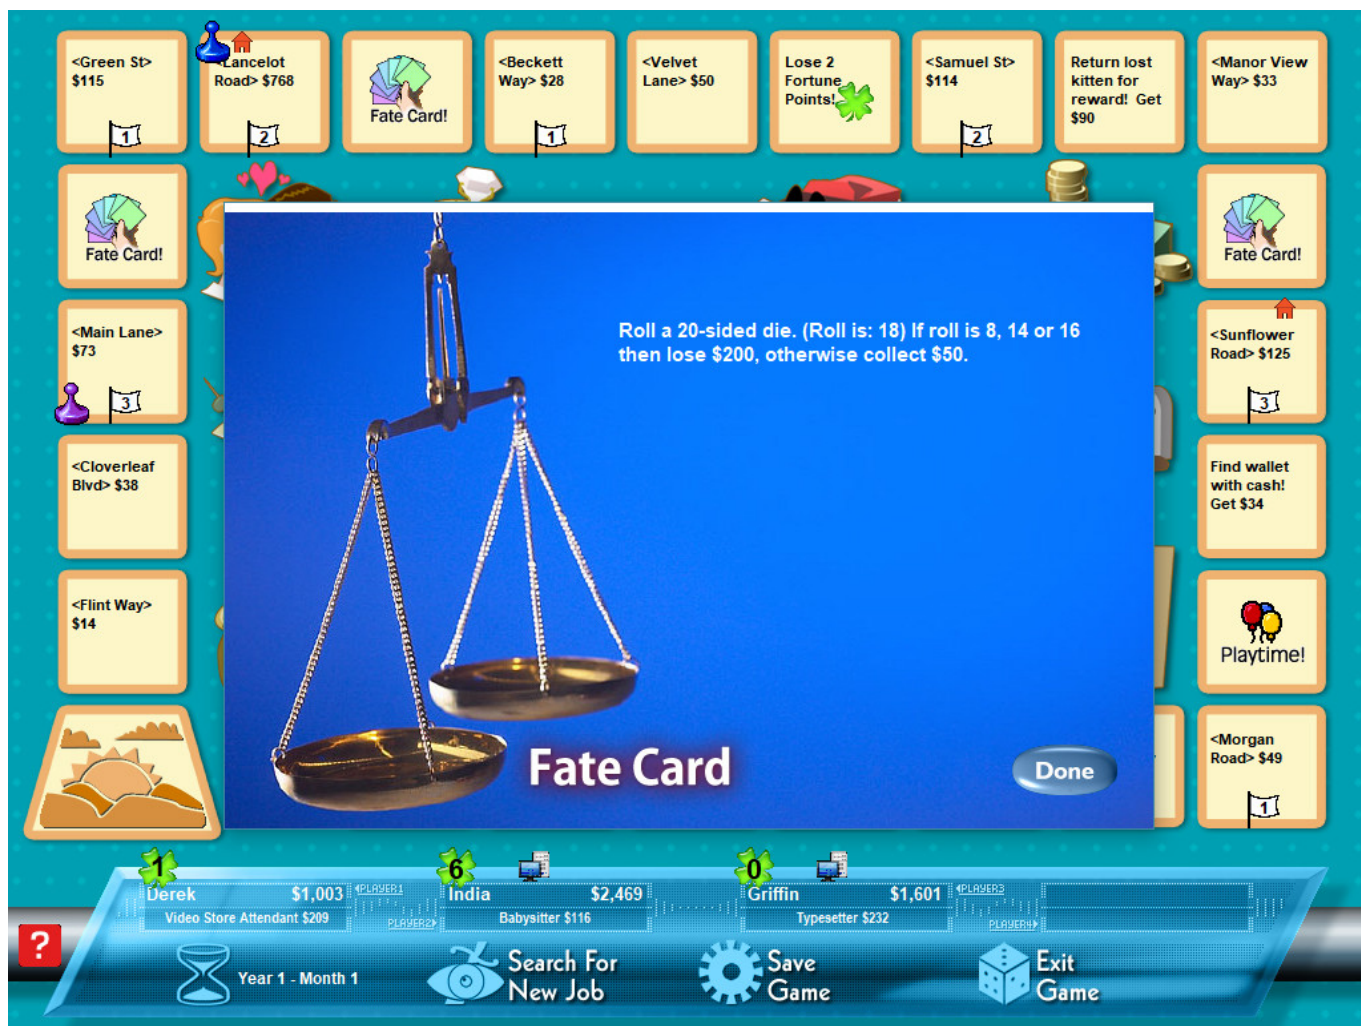 <Green St>
$115
1
<Lancelot
Road> $768
2
Fate Card!
<Beckett
Way> $28
1
<Velvet
Lane> $50
Lose 2
Fortune
Points!
<Samuel St>
$114
2
Return lost
kitten for
reward! Get
$90
<Manor View
Way> $33
Fate Card!
Fate Card!
<Main Lane>
$73
3
<Sunflower
Road> $125
3
Roll a 20-sided die. (Roll is: 18) If roll is 8, 14 or 16
then lose $200, otherwise collect $50.
<Cloverleaf
Blvd> $38
Find wallet
with cash!
Get $34
<Flint Way>
$14
Playtime!
<Morgan
Road> $49
1
Fate Card
Done
1
Derek $1,003
Video Store Attendant $209
◄PLAYER1
PLAYER2►
6
India $2,469
Babysitter $116
0
Griffin $1,601
Typesetter $232
◄PLAYER3
PLAYER4►
?
Year 1 - Month 1
Search For
New Job
Save
Game
Exit
Game